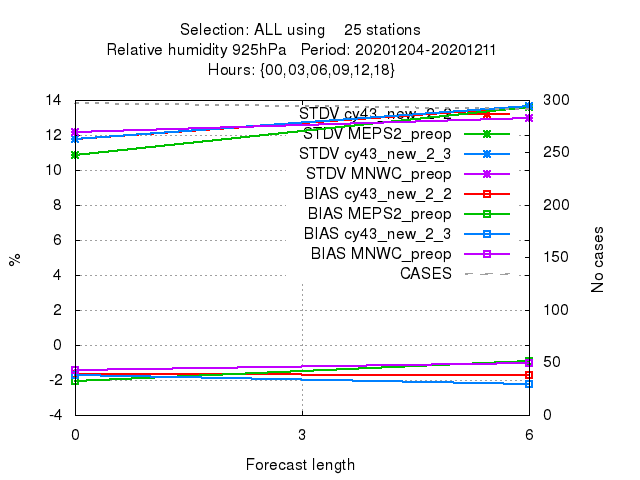 Selection: ALL using 25 stations
Relative humidity 925hPa Period: 20201204-20201211
Hours: {00,03,06,09,12,18}
14
12
10
8
6
4
2
0
-2
-4
%
STDV cy43_new_2_2
STDV MEPS2_preop
STDV cy43_new_2_3
STDV MNWC_preop
BIAS cy43_new_2_2
BIAS MEPS2_preop
BIAS cy43_new_2_3
BIAS MNWC_preop
CASES
300
250
200
150
100
50
0
No cases
0 3 6
Forecast length